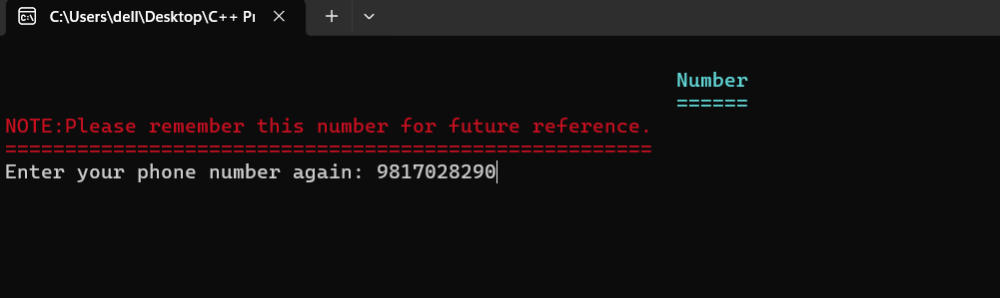 C:\Users\dell\Desktop\C++ Pr
Number
======
NOTE:Please remember this number for future reference.
======================================================
Enter your phone number again: 9817028290